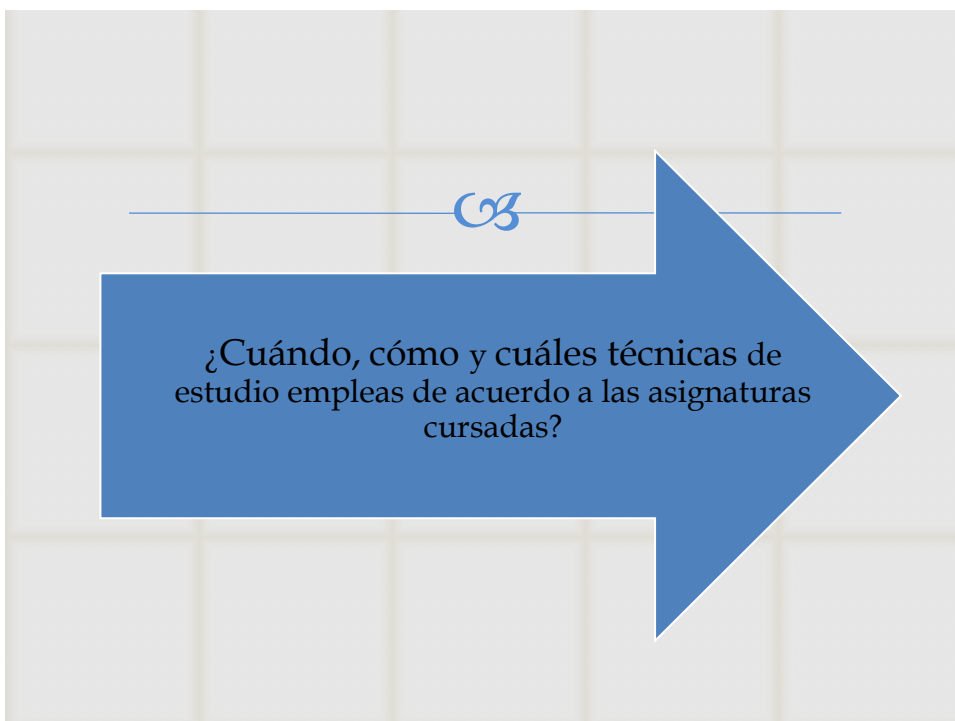 ¿Cuándo, cómo y cuáles técnicas de
estudio empleas de acuerdo a las asignaturas
cursadas?